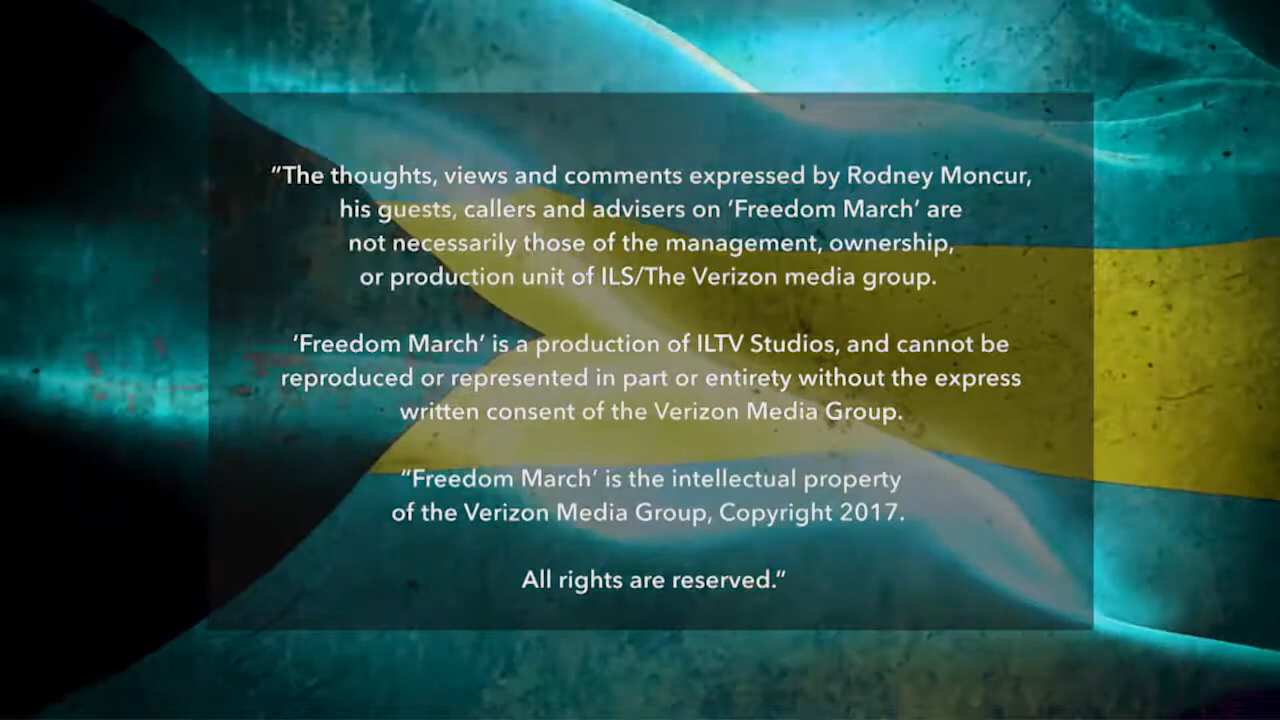 “The thoughts, views and comments expressed by Rodney Moncur,
his guests, callers and advisers on ‘Freedom March‘ are
not necessarily those of the management, ownership,
or production unit of ILS/The Verizon media group.
‘Freedom March’ is a production of ILTV Studios, and cannot be
reproduced or represented in part or entirety without the express
written consent of the Verizon Media Group.
“Freedom March’ is the intellectual property
of the Verizon Media Group, Copyright 2017.
All rights are reserved.”